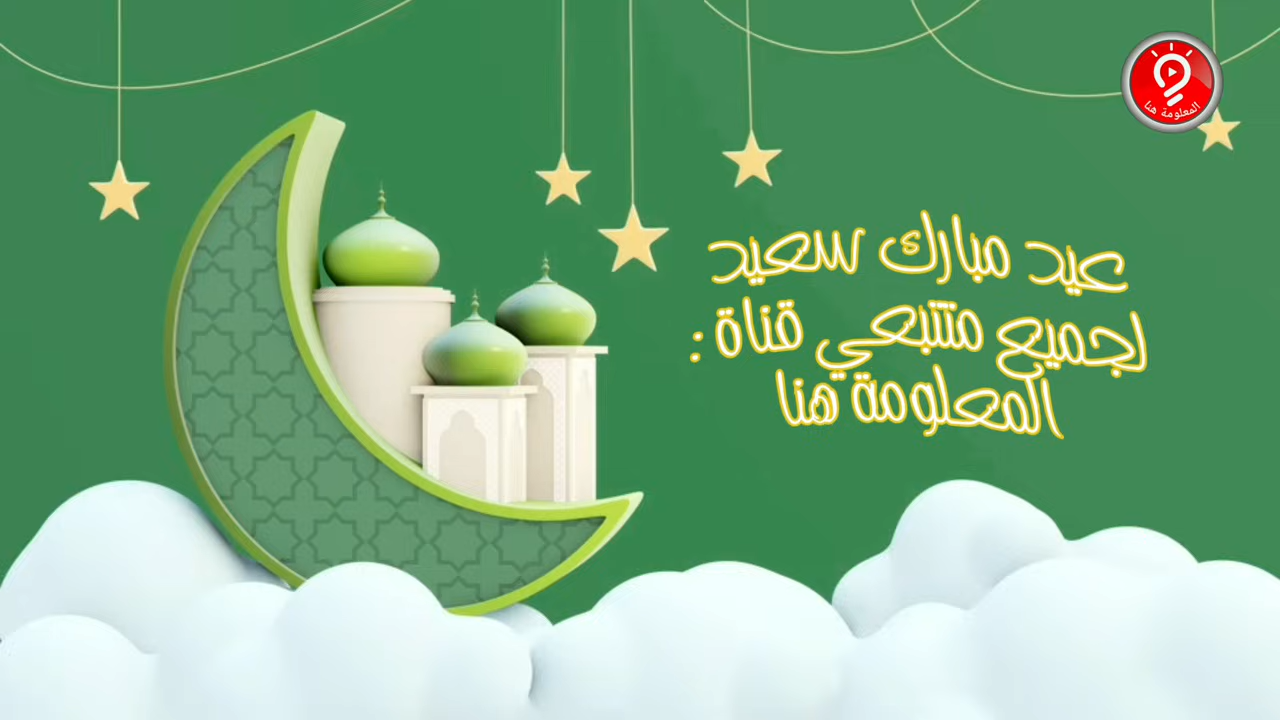 المعلومة هنا
عيد مبارك سعيد
لجميع متتبعي قناة :
المعلومة هنا